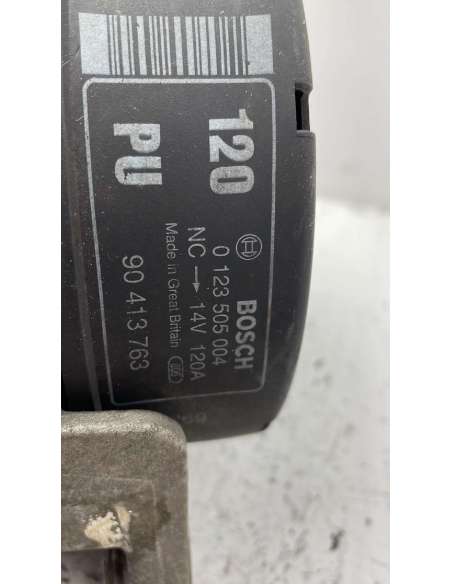 120
PU
BOSCH
0 123 505 004
NC → 14V 120A
Made in Great Britain
90 413 763